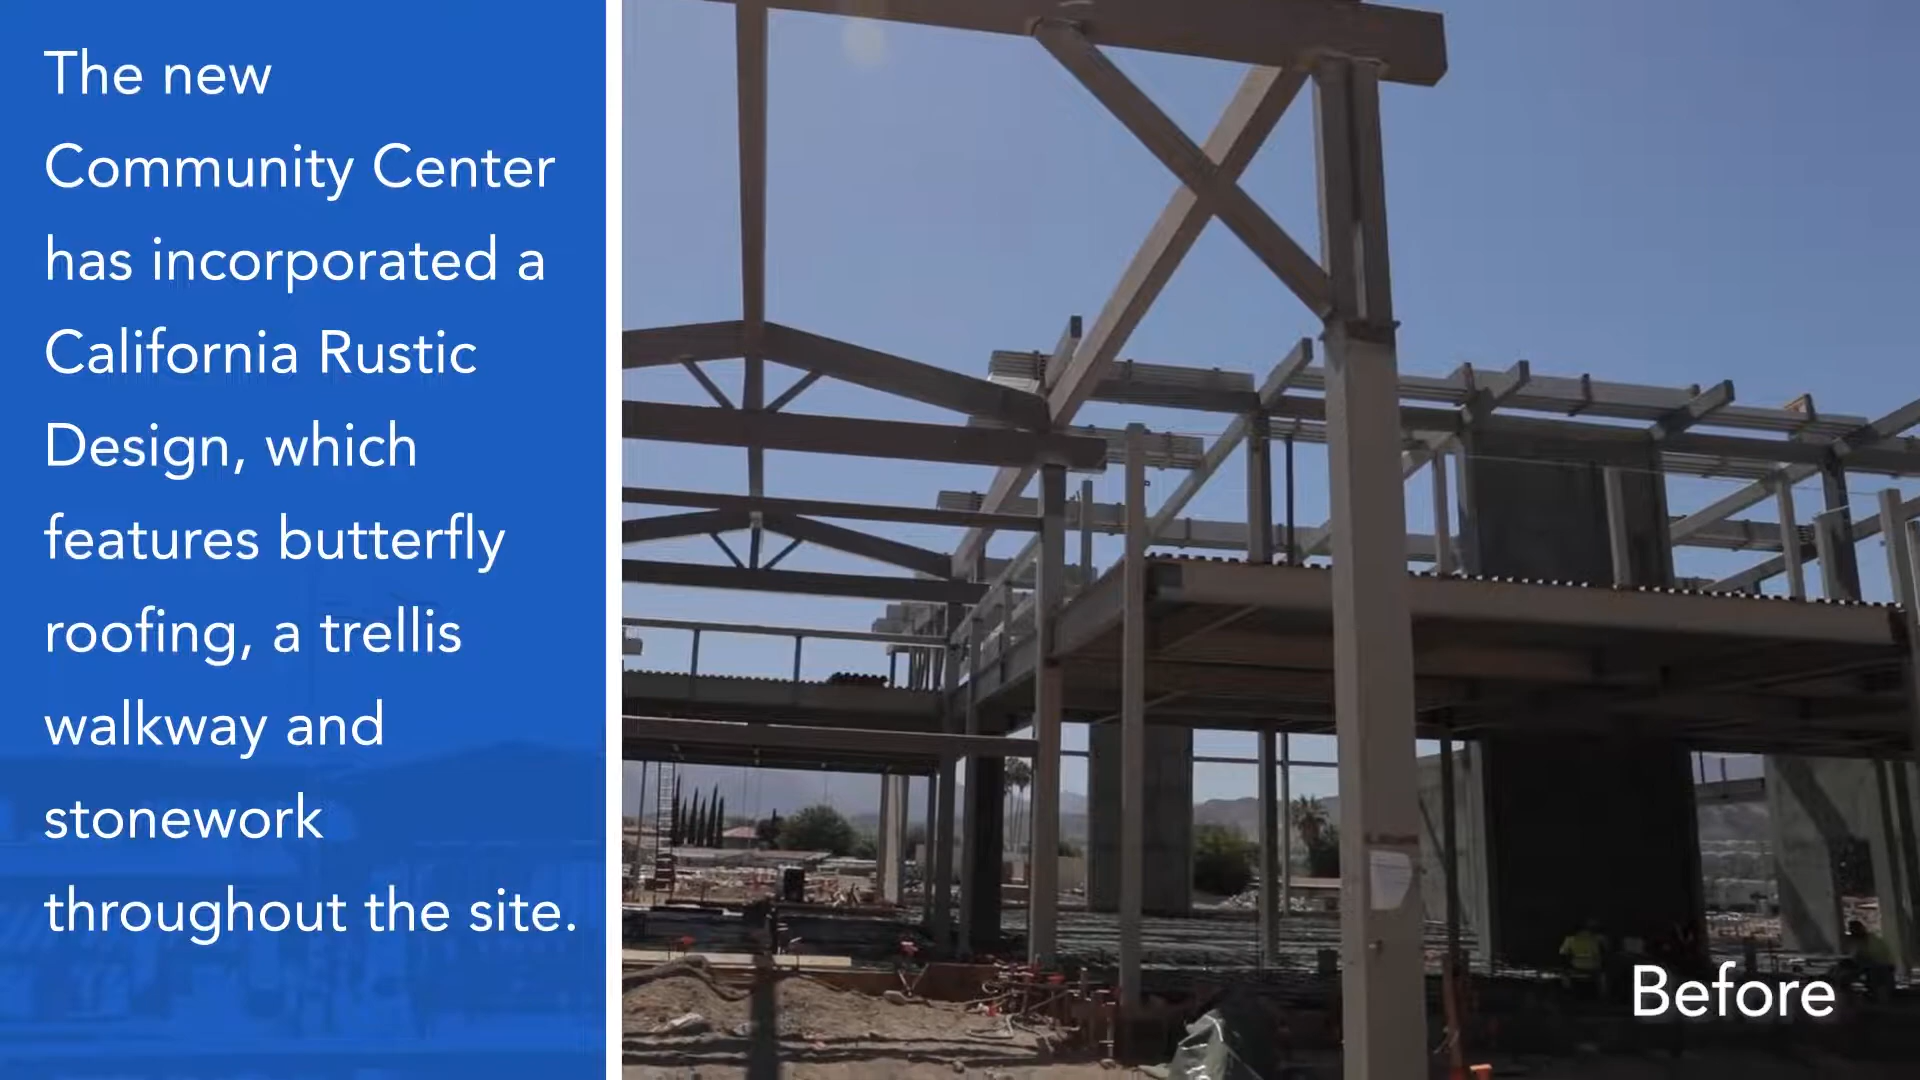 The new
Community Center
has incorporated a
California Rustic
Design, which
features butterfly
roofing, a trellis
walkway and
stonework
throughout the site.
Before